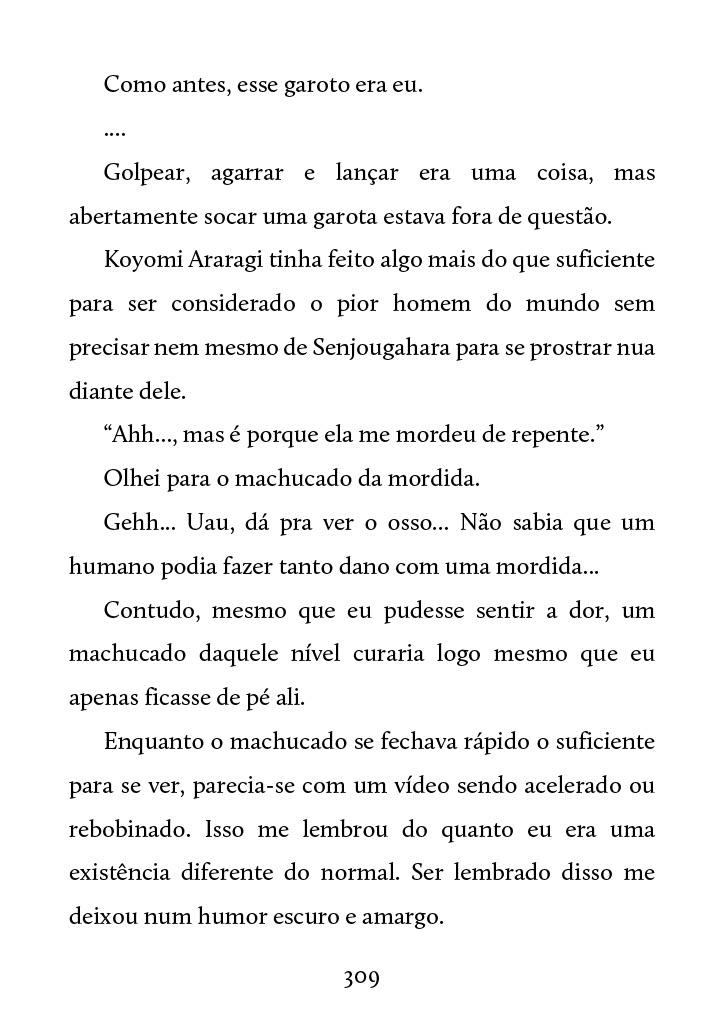 Como antes, esse garoto era eu.
....
Golpear, agarrar e lançar era uma coisa, mas
abertamente socar uma garota estava fora de questão.
Koyomi Araragi tinha feito algo mais do que suficiente
para ser considerado o pior homem do mundo sem
precisar nem mesmo de Senjougahara para se prostrar nua
diante dele.
“Ahh..., mas é porque ela me mordeu de repente.”
Olhei para o machucado da mordida.
Gehh... Uau, dá pra ver o osso... Não sabia que um
humano podia fazer tanto dano com uma mordida...
Contudo, mesmo que eu pudesse sentir a dor, um
machucado daquele nível curaria logo mesmo que eu
apenas ficasse de pé ali.
Enquanto o machucado se fechava rápido o suficiente
para se ver, parecia-se com um vídeo sendo acelerado ou
rebobinado. Isso me lembrou do quanto eu era uma
existência diferente do normal. Ser lembrado disso me
deixou num humor escuro e amargo.
309